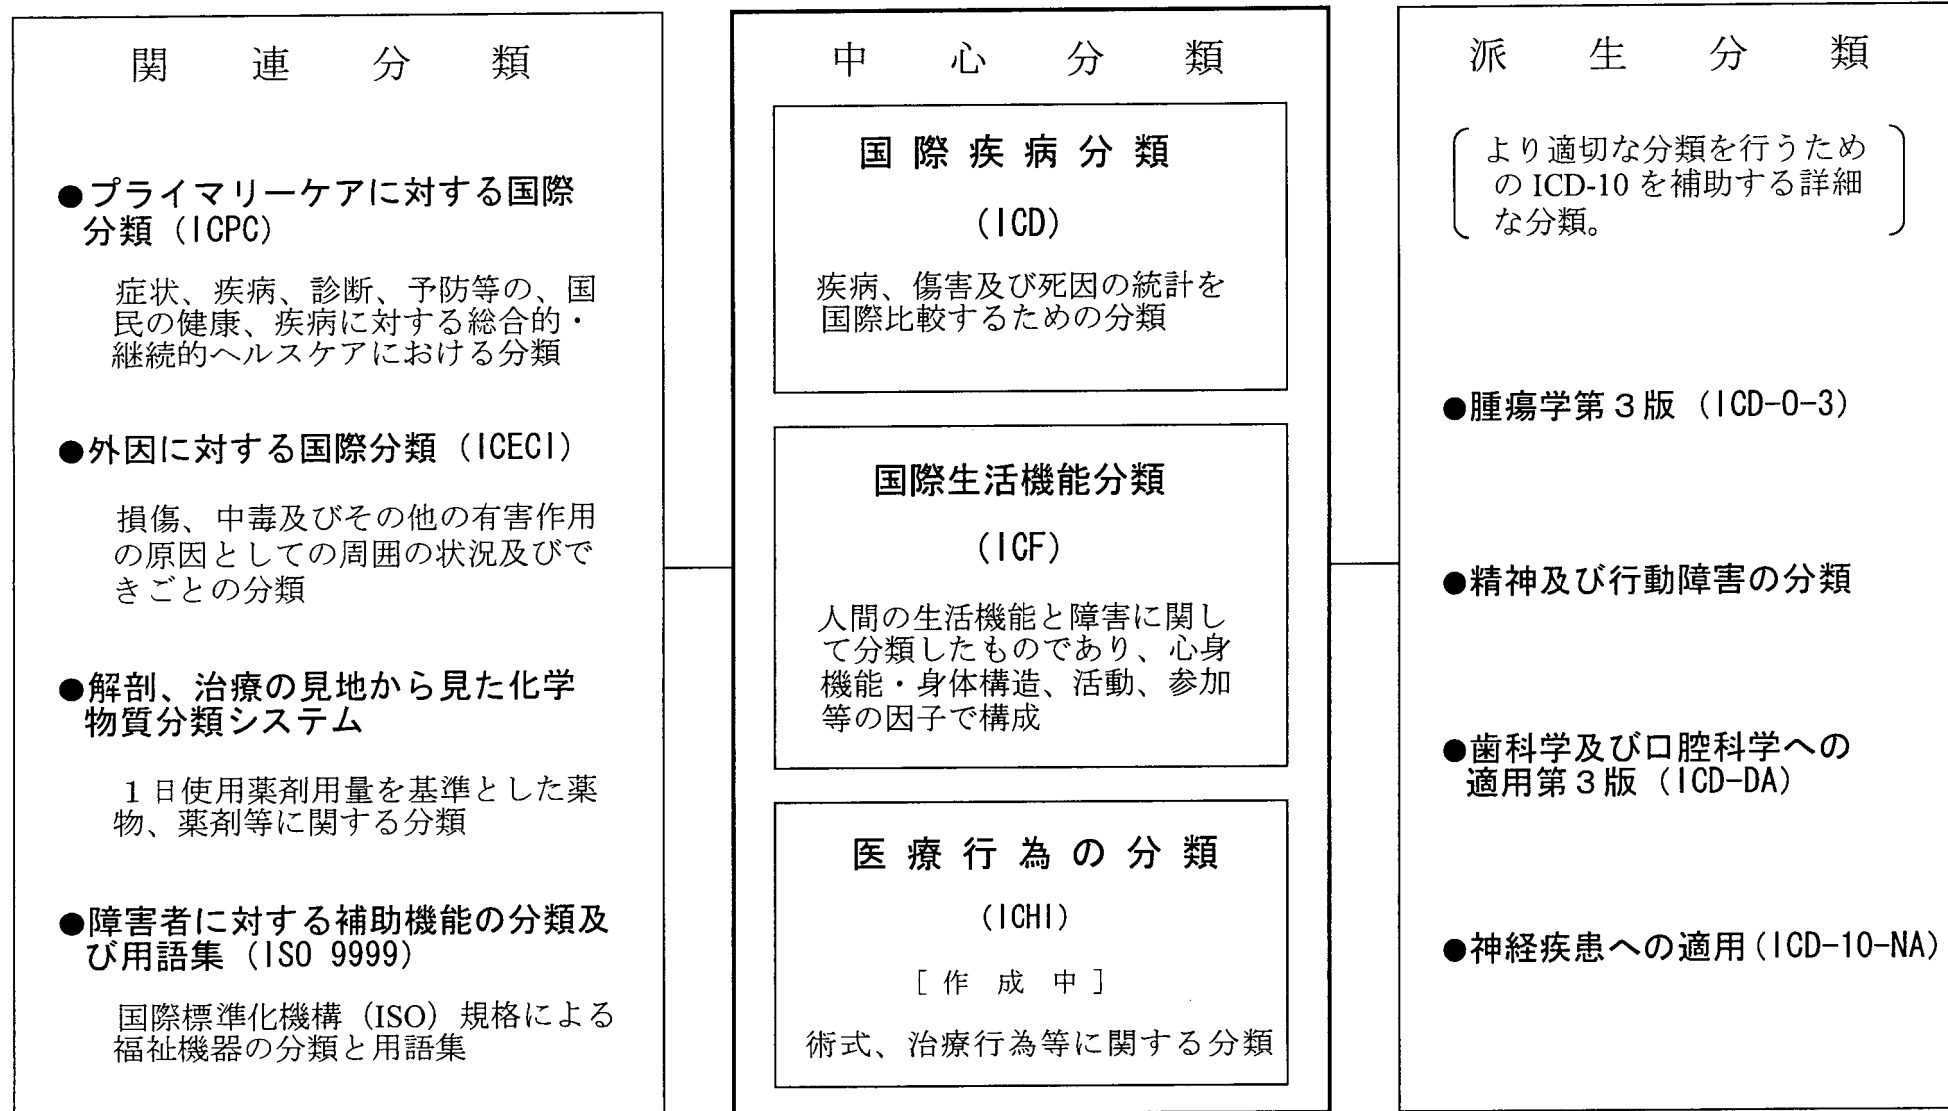 関連分類
●プライマリーケアに対する国際
分類（ICPC）
症状、疾病、診断、予防等の、国
民の健康、疾病に対する総合的・
継続的ヘルスケアにおける分類
●外因に対する国際分類（ICECI）
損傷、中毒及びその他の有害作用
の原因としての周囲の状況及びで
きごとの分類
●解剖、治療の見地から見た化学
物質分類システム
１日使用薬剤用量を基準とした薬
物、薬剤等に関する分類
●障害者に対する補助機能の分類及
び用語集（ISO 9999）
国際標準化機構（ISO）規格による
福祉機器の分類と用語集
中心分類
国際疾病分類
（ICD）
疾病、傷害及び死因の統計を
国際比較するための分類
国際生活機能分類
（ICF）
人間の生活機能と障害に関し
て分類したものであり、心身
機能・身体構造、活動、参加
等の因子で構成
医療行為の分類
（ICHI）
［作成中］
術式、治療行為等に関する分類
派生分類
より適切な分類を行うため
の ICD-10 を補助する詳細
な分類。
●腫瘍学第３版（ICD-O-3）
●精神及び行動障害の分類
●歯科学及び口腔科学への
適用第３版（ICD-DA）
●神経疾患への適用（ICD-10-NA）